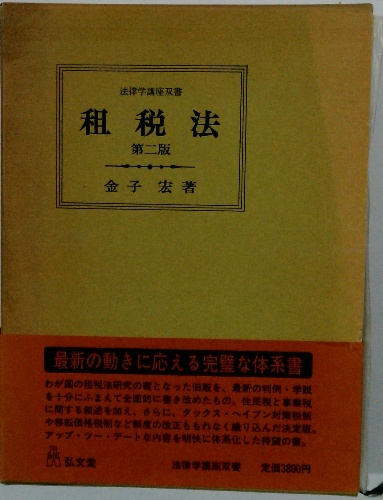 法律学講座双書
租税法
第二版
金子 宏著
最新の動きに応える完璧な体系書
わが国の租税法研究の礎となった旧版を、最新の判例・学説
を十分にふまえて全面的に書き改めたもの。住民税と事業税
に関する叙述を加え、さらに、タックス・ヘイブン対策税制
や移転価格税制など制度の改正ももれなく織り込んだ決定版。
アップ・ツー・デートな内容を明快に体系化した待望の書。
弘文堂
法律学講座双書 定価3800円